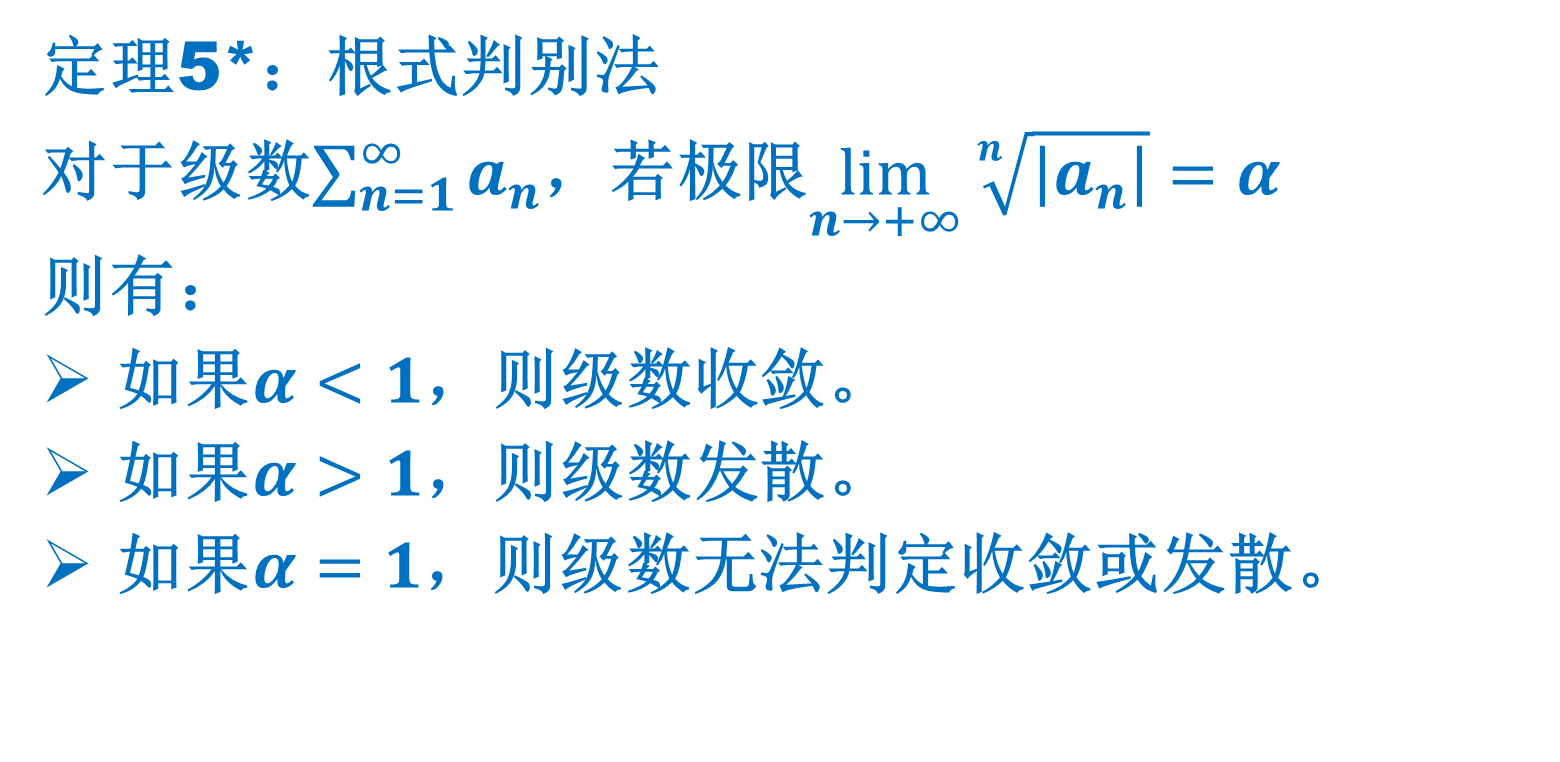 定理5*：根式判别法
对于级数∑_{n=1}^{∞} a_n，若极限 lim_{n→+∞} \sqrt[n]{|a_n|} = α
则有：
➢ 如果α < 1，则级数收敛。
➢ 如果α > 1，则级数发散。
➢ 如果α = 1，则级数无法判定收敛或发散。